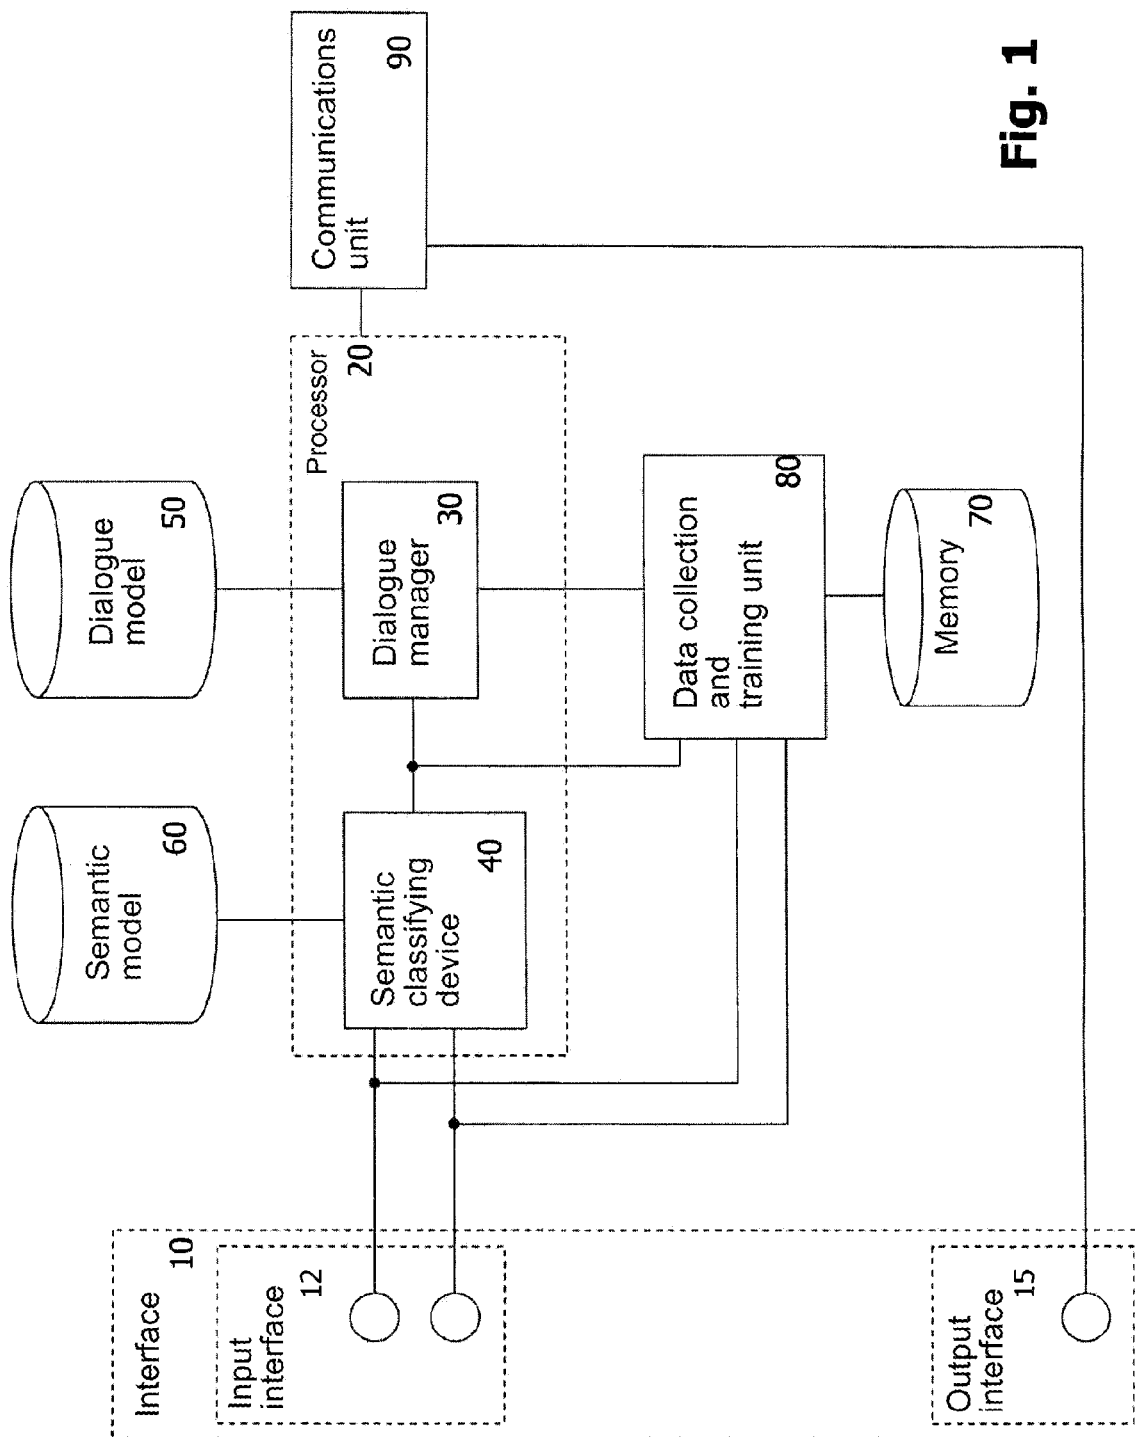 Semantic
model
60
Dialogue
model
50
Interface
10
Input
interface
12
Semantic
classifying
device
40
Dialogue
manager
30
Processor
20
Communications
unit
90
Data collection
and
training unit
80
Memory
70
Output
interface
15
Fig. 1